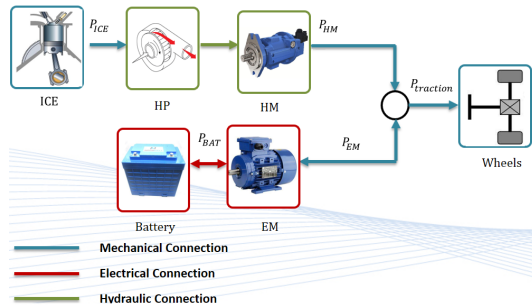 P_ICE
P_HM
ICE
HP
HM
P_traction
P_BAT
P_EM
Wheels
Battery
EM
Mechanical Connection
Electrical Connection
Hydraulic Connection